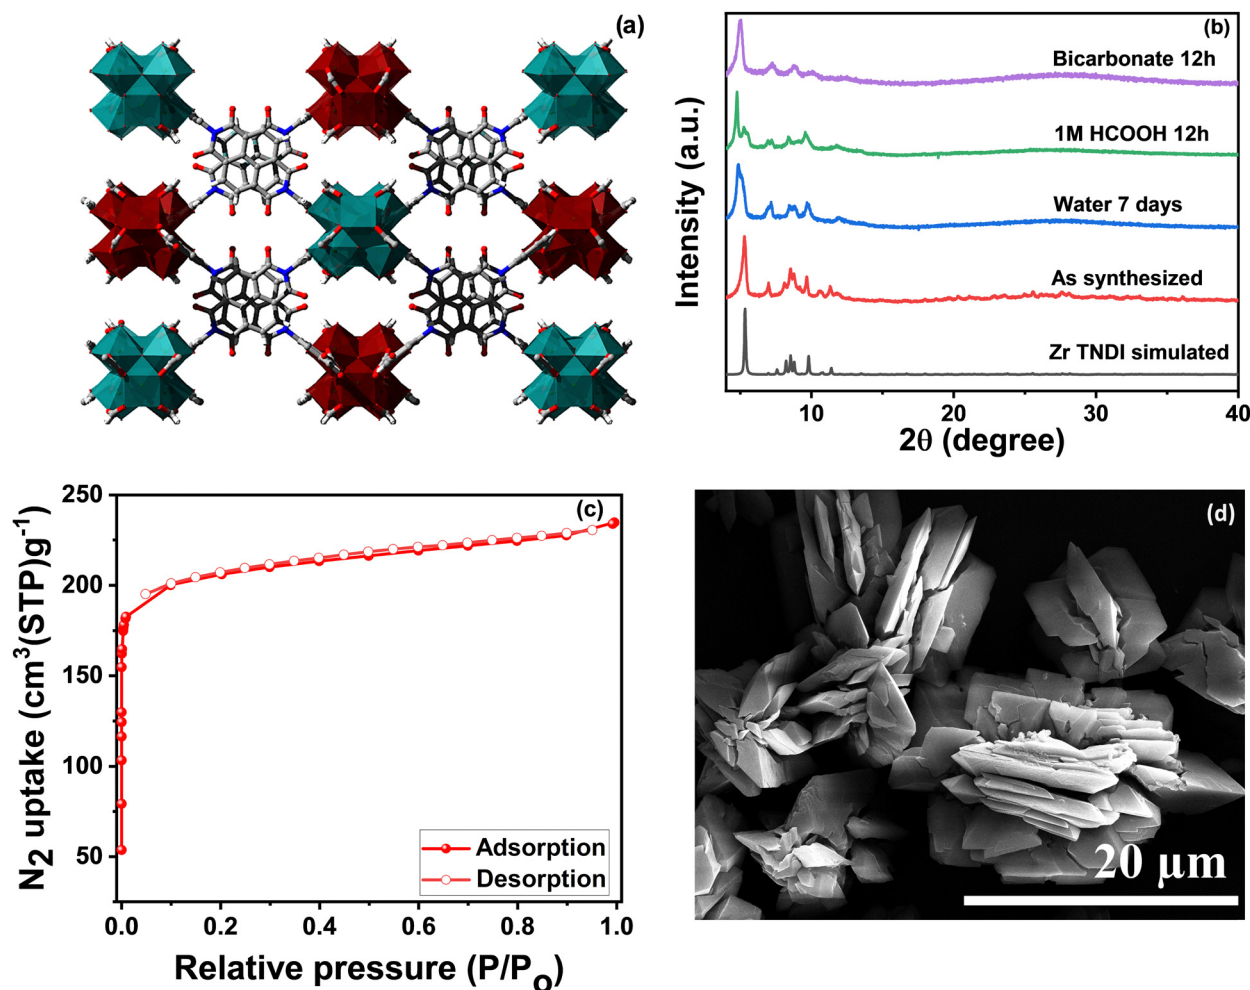 (a)
(b)
Intensity (a.u.)
Bicarbonate 12h
1M HCOOH 12h
Water 7 days
As synthesized
Zr TNDI simulated
10
20
30
40
2θ (degree)
(c)
N2 uptake (cm³(STP)g⁻¹)
250
200
150
100
50
Adsorption
Desorption
0.0
0.2
0.4
0.6
0.8
1.0
Relative pressure (P/Po)
(d)
20 µm